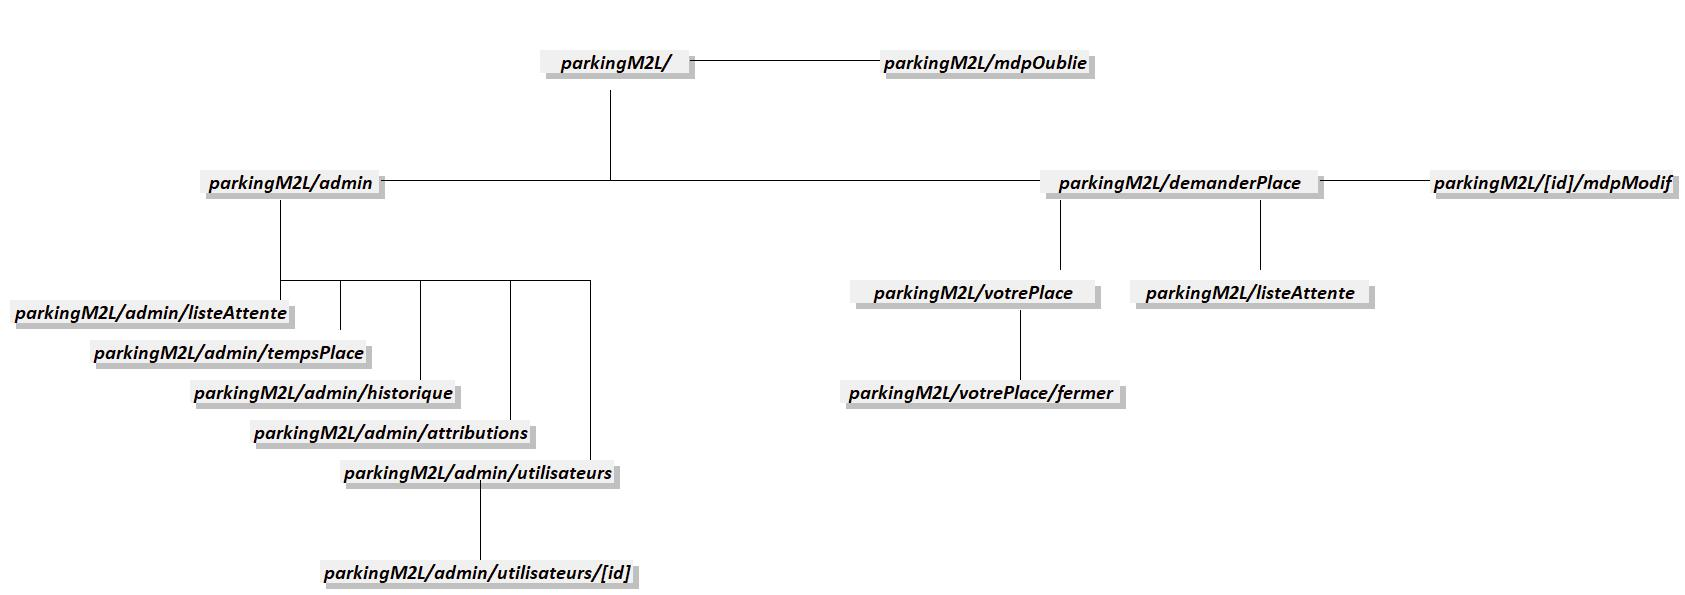 parkingM2L/
parkingM2L/mdpOublie
parkingM2L/admin
parkingM2L/demanderPlace
parkingM2L/[id]/mdpModif
parkingM2L/votrePlace
parkingM2L/listeAttente
parkingM2L/admin/listeAttente
parkingM2L/admin/tempsPlace
parkingM2L/admin/historique
parkingM2L/votrePlace/fermer
parkingM2L/admin/attributions
parkingM2L/admin/utilisateurs
parkingM2L/admin/utilisateurs/[id]